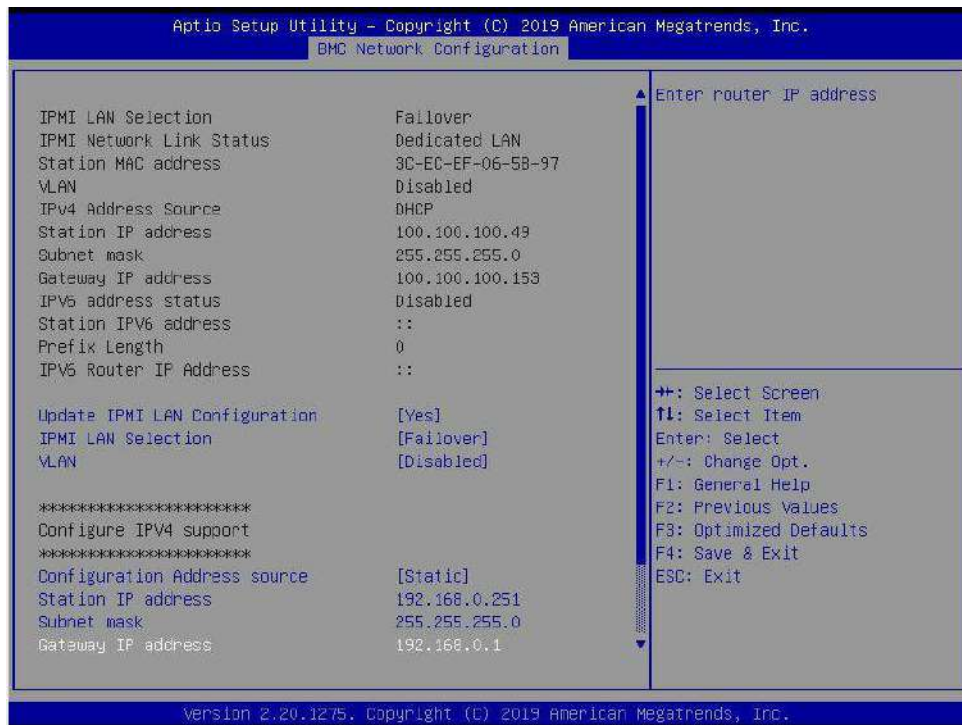 Aptio Setup Utility – Copyright (C) 2019 American Megatrends, Inc.
BMC Network Configuration
IPMI LAN Selection Failover
IPMI Network Link Status Dedicated LAN
Station MAC address 3C-EC-EF-06-5B-97
VLAN Disabled
IPv4 Address Source DHCP
Station IP address 100.100.100.49
Subnet mask 255.255.255.0
Gateway IP address 100.100.100.153
IPV6 address status Disabled
Station IPV6 address ::
Prefix Length 0
IPV6 Router IP Address ::
Update IPMI LAN Configuration [Yes]
IPMI LAN Selection [Failover]
VLAN [Disabled]
**********************
Configure IPV4 support
**********************
Configuration Address source [Static]
Station IP address 192.168.0.251
Subnet mask 255.255.255.0
Gateway IP address 192.168.0.1
Enter router IP address
→←: Select Screen
↑↓: Select Item
Enter: Select
+/-: Change Opt.
F1: General Help
F2: Previous Values
F3: Optimized Defaults
F4: Save & Exit
ESC: Exit
Version 2.20.1275. Copyright (C) 2019 American Megatrends, Inc.